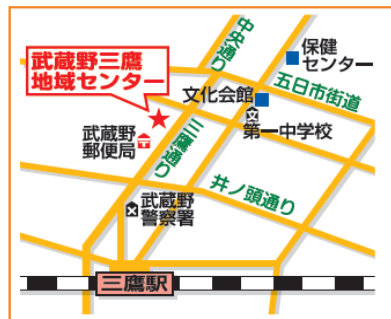 中央通り
保健
センター
武蔵野三鷹
地域センター
五日市街道
文化会館
第一中学校
三鷹通り
武蔵野
郵便局
井ノ頭通り
武蔵野
警察署
三鷹駅